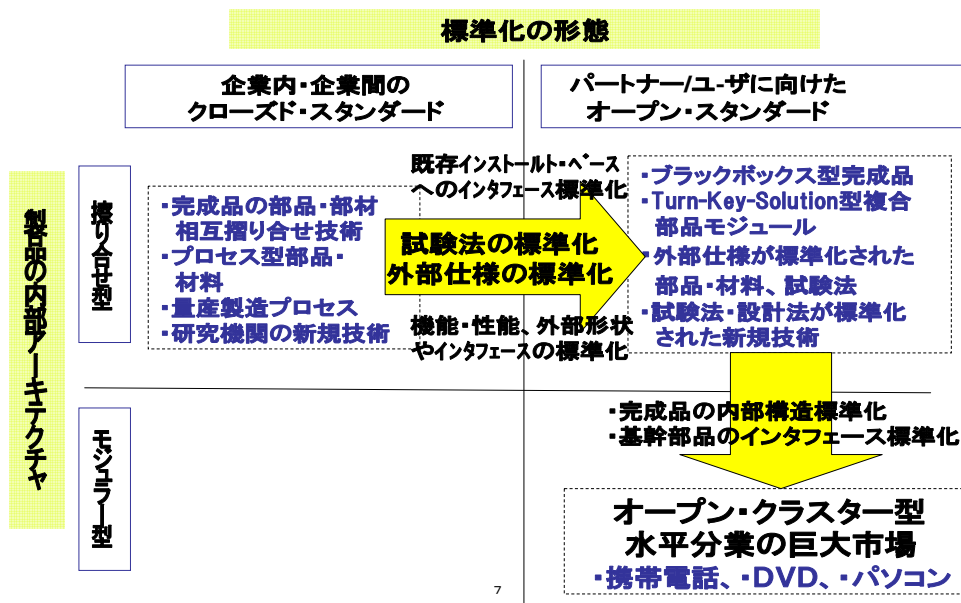 標準化の形態
企業内・企業間の
クローズド・スタンダード
パートナー/ユーザに向けた
オープン・スタンダード
製品の内部アーキテクチャ
擦り合せ型
・完成品の部品・部材
相互摺り合せ技術
・プロセス型部品・
材料
・量産製造プロセス
・研究機関の新規技術
既存インストールト・ベース
へのインタフェース標準化
試験法の標準化
外部仕様の標準化
機能・性能、外部形状
やインタフェースの標準化
・ブラックボックス型完成品
・Turn-Key-Solution型複合
部品モジュール
・外部仕様が標準化された
部品・材料、試験法
・試験法・設計法が標準化
された新規技術
モジュラー型
・完成品の内部構造標準化
・基幹部品のインタフェース標準化
オープン・クラスター型
水平分業の巨大市場
・携帯電話、・DVD、・パソコン
7